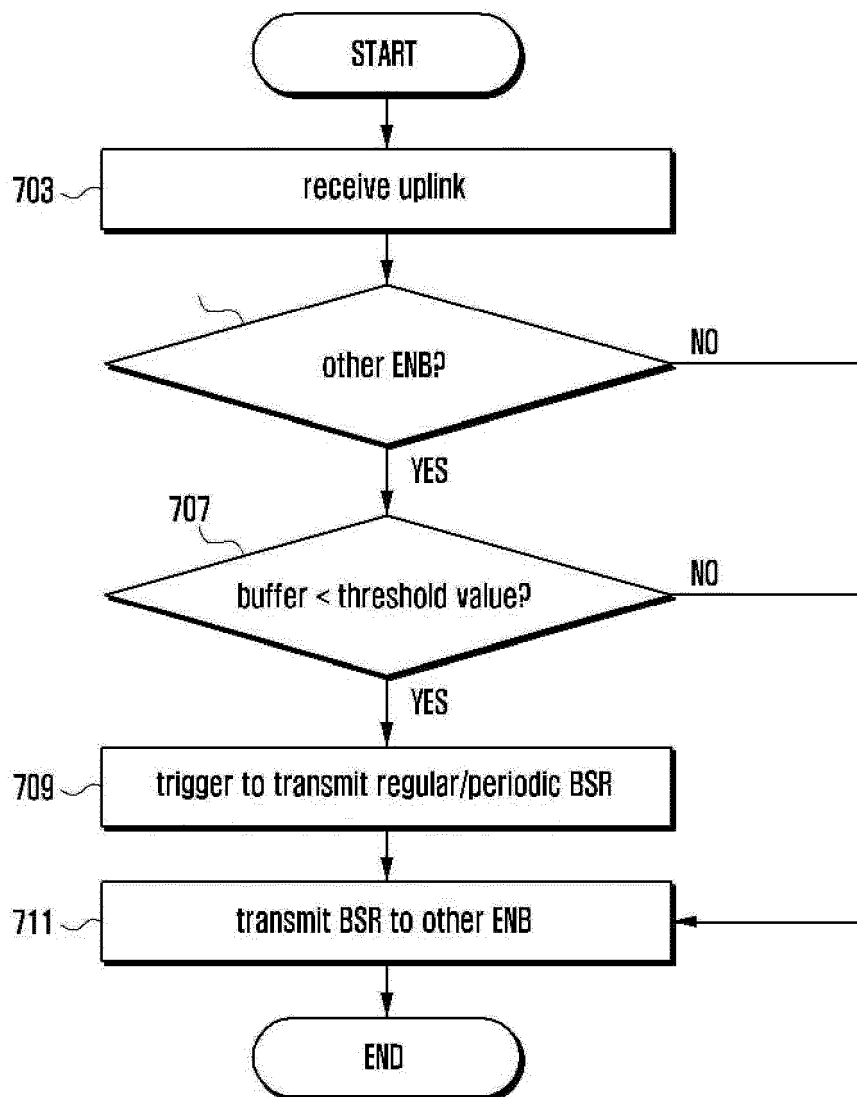 START
703
receive uplink
other ENB?
NO
YES
707
buffer < threshold value?
NO
YES
709
trigger to transmit regular/periodic BSR
711
transmit BSR to other ENB
END